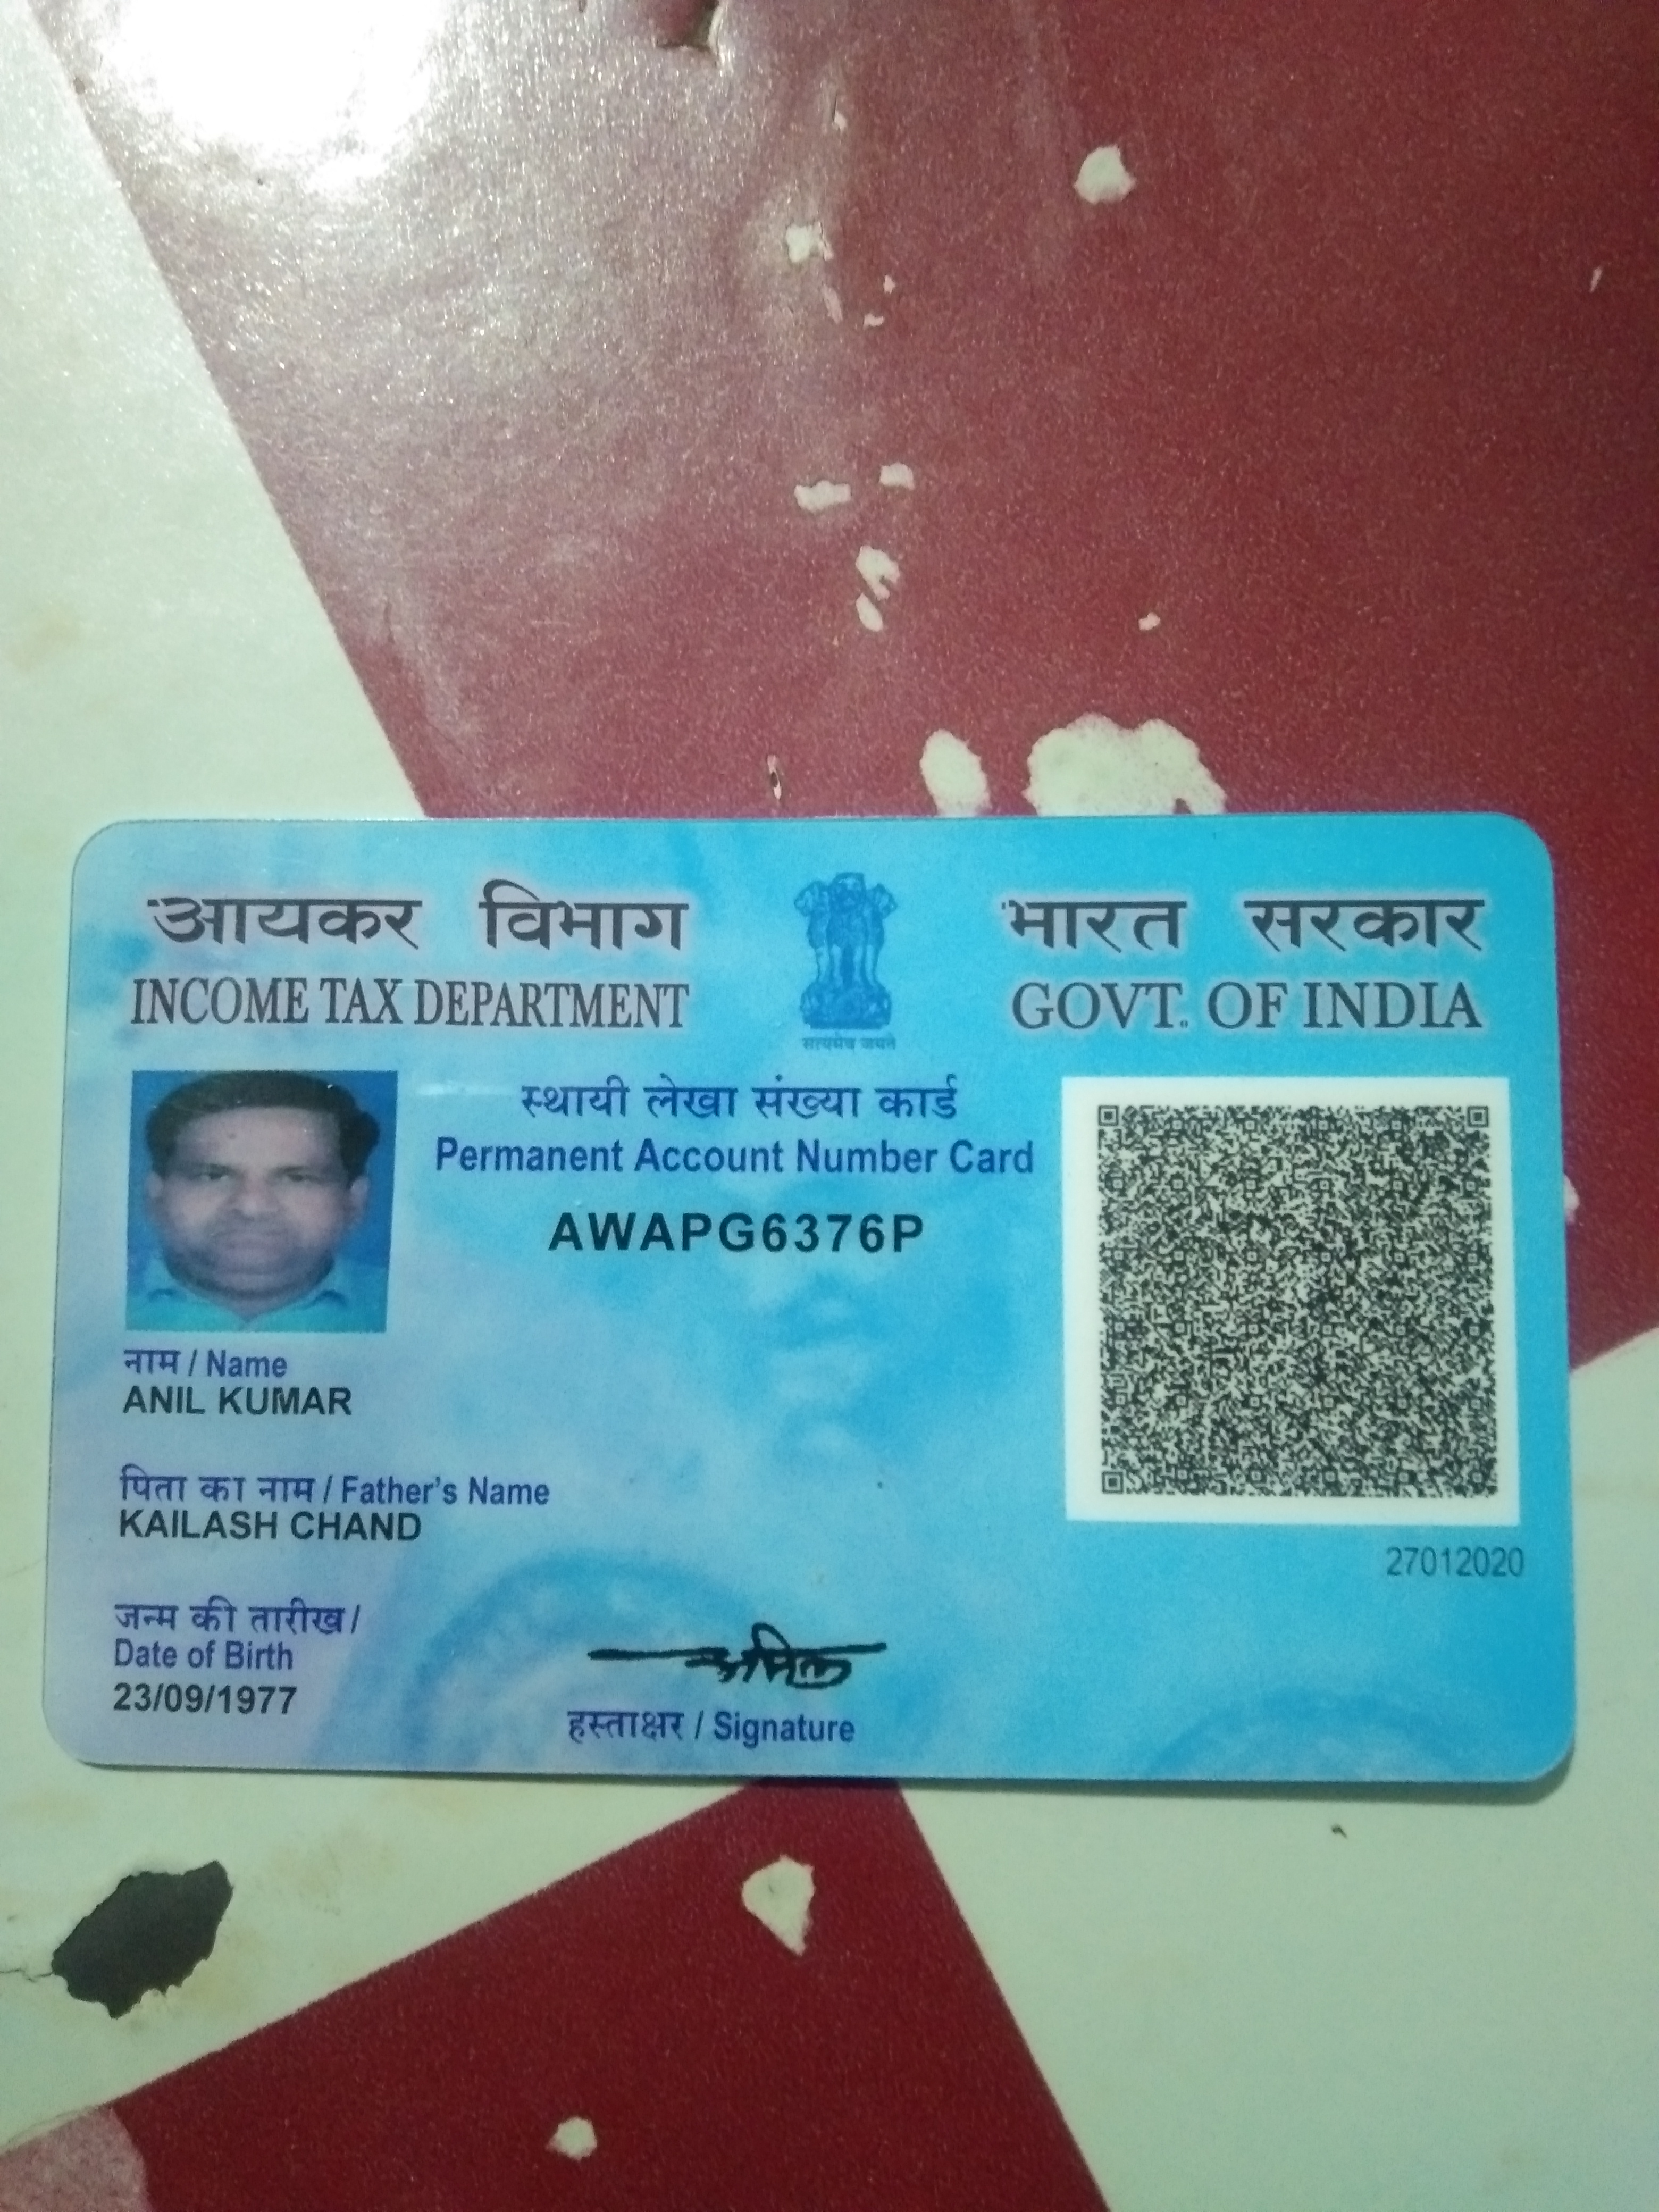 आयकर विभाग
INCOME TAX DEPARTMENT
सत्यमेव जयते
भारत सरकार
GOVT. OF INDIA
स्थायी लेखा संख्या कार्ड
Permanent Account Number Card
AWAPG6376P
नाम / Name
ANIL KUMAR
पिता का नाम / Father's Name
KAILASH CHAND
27012020
जन्म की तारीख /
Date of Birth
23/09/1977
अनिल
हस्ताक्षर / Signature